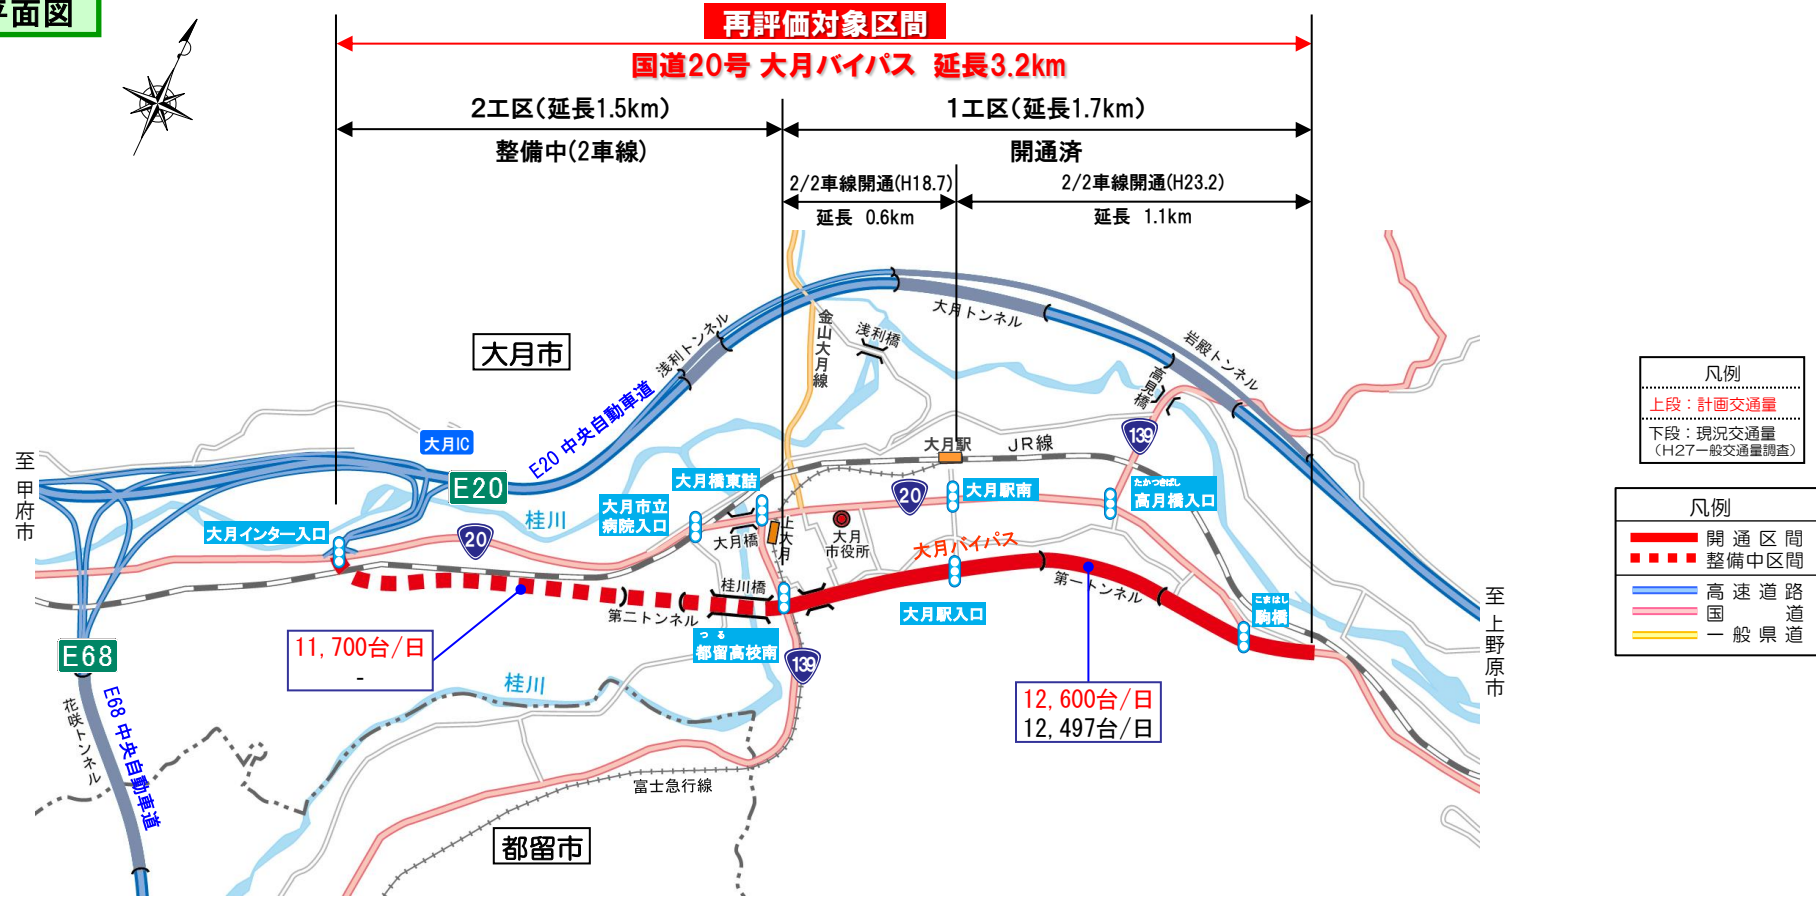 平面図
再評価対象区間
国道20号 大月バイパス 延長3.2km
2工区(延長1.5km)
1工区(延長1.7km)
整備中(2車線)
開通済
2/2車線開通(H18.7)
2/2車線開通(H23.2)
延長 0.6km
延長 1.1km
大月市
浅利トンネル
金山大月線
浅利橋
大月トンネル
岩殿トンネル
高見橋
E20 中央自動車道
大月IC
E20
至 甲府市
桂川
大月インター入口
20
大月市立
病院入口
大月橋東詰
大月橋
上大月
大月
市役所
20
大月駅
JR線
大月駅南
139
たかつきばし
高月橋入口
大月バイパス
第一トンネル
大月駅入口
こまはし
駒橋
至 上野原市
桂川橋
第二トンネル
つる
都留高校南
139
11,700台/日
-
12,600台/日
12,497台/日
E68
E68 中央自動車道
花咲トンネル
桂川
富士急行線
都留市
凡例
上段:計画交通量
下段:現況交通量
(H27一般交通量調査)
凡例
開通区間
整備中区間
高速道路
国道
一般県道